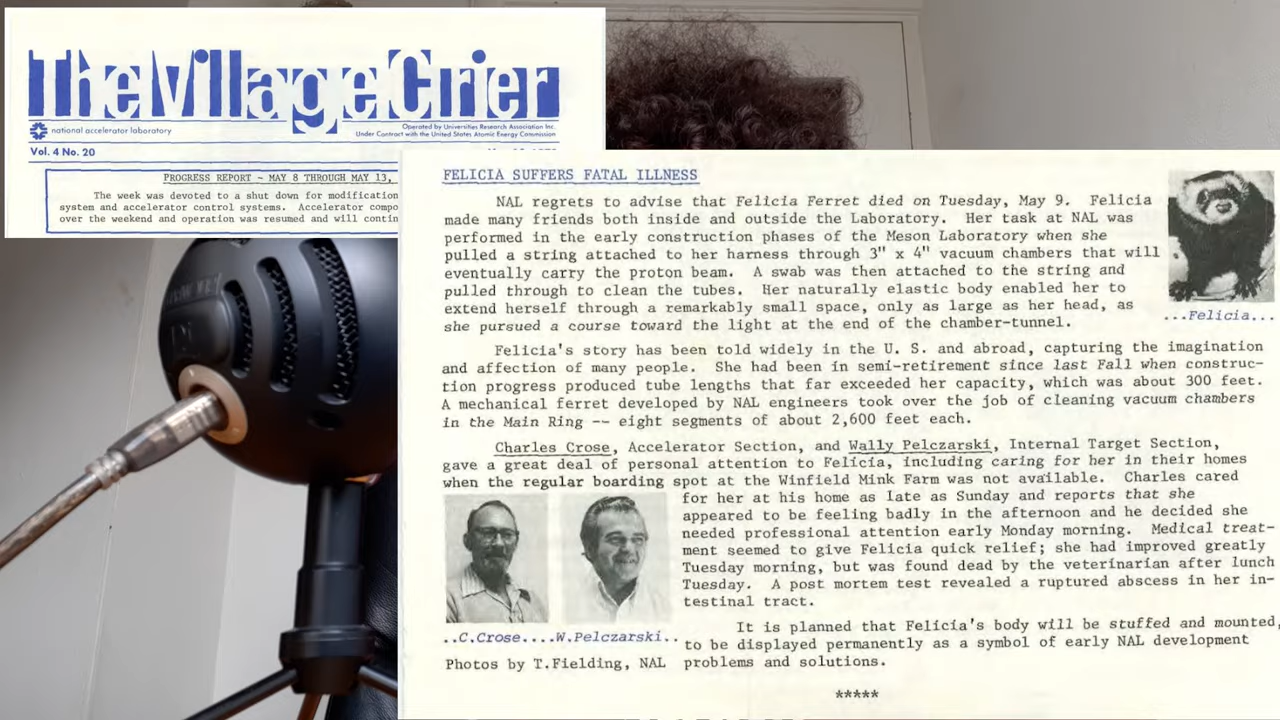 The Village Crier
national accelerator laboratory
Operated by Universities Research Association Inc.
Under Contract with the United States Atomic Energy Commission
Vol. 4 No. 20
PROGRESS REPORT - MAY 8 THROUGH MAY 13,
The week was devoted to a shut down for modification
system and accelerator control systems. Accelerator compo
over the weekend and operation was resumed and will contin
FELICIA SUFFERS FATAL ILLNESS
NAL regrets to advise that Felicia Ferret died on Tuesday, May 9. Felicia
made many friends both inside and outside the Laboratory. Her task at NAL was
performed in the early construction phases of the Meson Laboratory when she
pulled a string attached to her harness through 3" x 4" vacuum chambers that will
eventually carry the proton beam. A swab was then attached to the string and
pulled through to clean the tubes. Her naturally elastic body enabled her to
extend herself through a remarkably small space, only as large as her head, as
she pursued a course toward the light at the end of the chamber-tunnel.
...Felicia...
Felicia's story has been told widely in the U. S. and abroad, capturing the imagination
and affection of many people. She had been in semi-retirement since last Fall when construc-
tion progress produced tube lengths that far exceeded her capacity, which was about 300 feet.
A mechanical ferret developed by NAL engineers took over the job of cleaning vacuum chambers
in the Main Ring -- eight segments of about 2,600 feet each.
Charles Crose, Accelerator Section, and Wally Pelczarski, Internal Target Section,
gave a great deal of personal attention to Felicia, including caring for her in their homes
when the regular boarding spot at the Winfield Mink Farm was not available. Charles cared
for her at his home as late as Sunday and reports that she
appeared to be feeling badly in the afternoon and he decided she
needed professional attention early Monday morning. Medical treat-
ment seemed to give Felicia quick relief; she had improved greatly
Tuesday morning, but was found dead by the veterinarian after lunch
Tuesday. A post mortem test revealed a ruptured abscess in her in-
testinal tract.
..C.Crose....W.Pelczarski..
Photos by T.Fielding, NAL
It is planned that Felicia's body will be stuffed and mounted,
to be displayed permanently as a symbol of early NAL development
problems and solutions.
*****